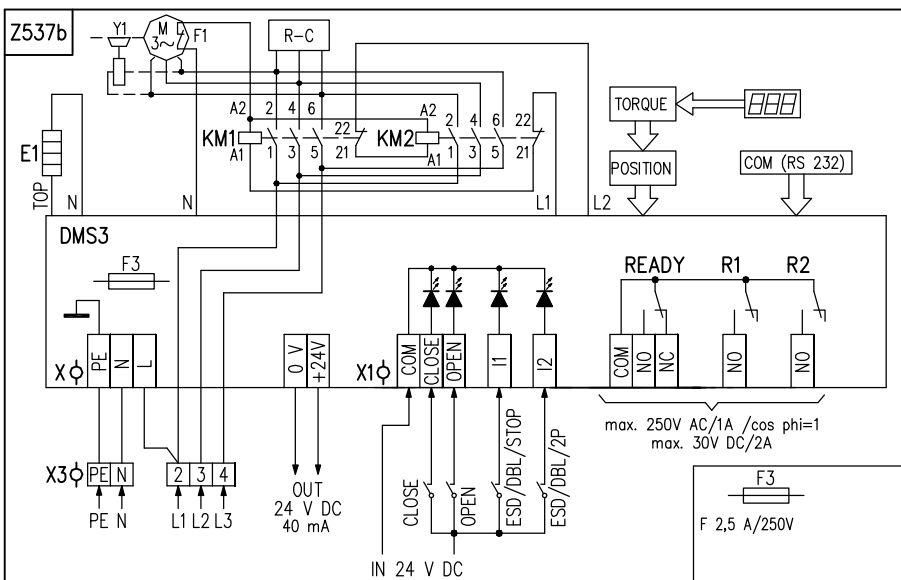 Z537b
Y1
M
3~
F1
R-C
A2
2 4 6
A2
2 4 6 22
KM1
22
KM2
A1
1 3 5
21
A1
1 3 5 21
E1
TOP
N
N
L1
L2
TORQUE
POSITION
COM (RS 232)
DMS3
F3
READY R1 R2
X
PE
N
L
0 V
+24V
X1
COM
CLOSE
OPEN
I1
I2
COM
NO
NC
NO
NO
max. 250V AC/1A /cos phi=1
max. 30V DC/2A
X3
PE N
2 3 4
PE N
L1 L2 L3
OUT
24 V DC
40 mA
CLOSE
OPEN
ESD/DBL/STOP
ESD/DBL/2P
IN 24 V DC
F3
F 2,5 A/250V